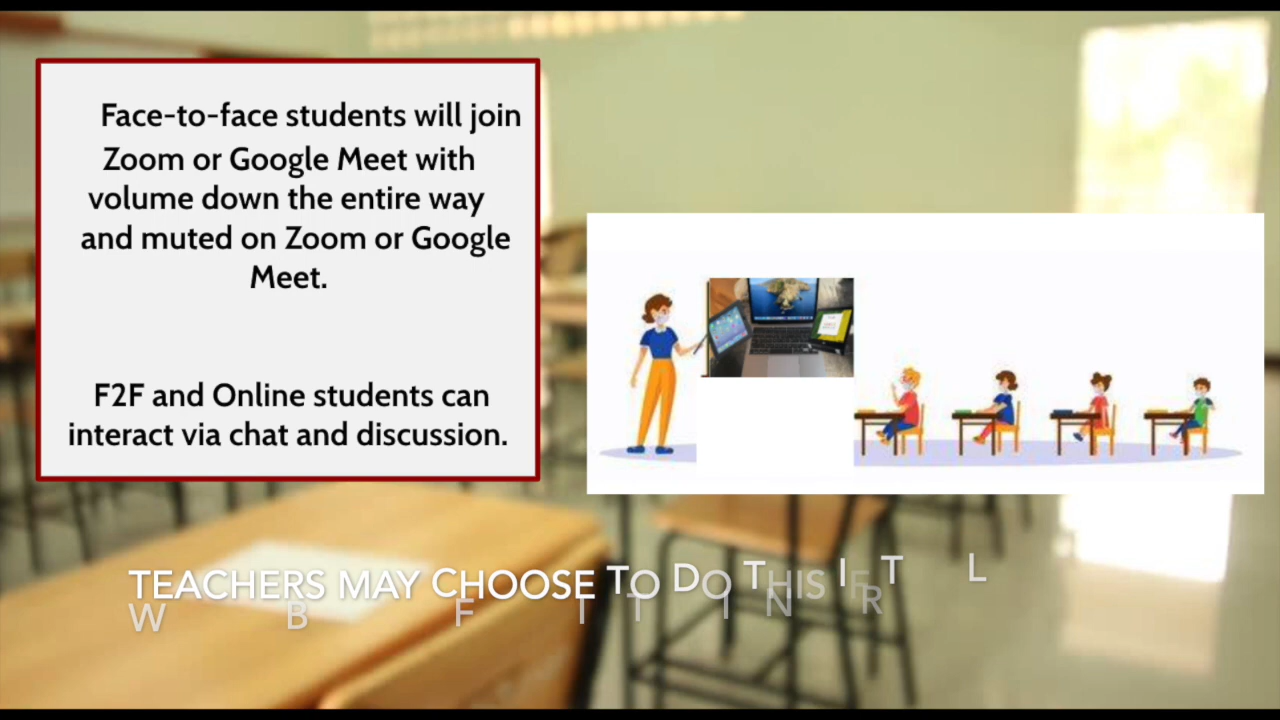 Face-to-face students will join
Zoom or Google Meet with
volume down the entire way
and muted on Zoom or Google
Meet.
F2F and Online students can
interact via chat and discussion.
TEACHERS MAY CHOOSE TO DO THIS IF